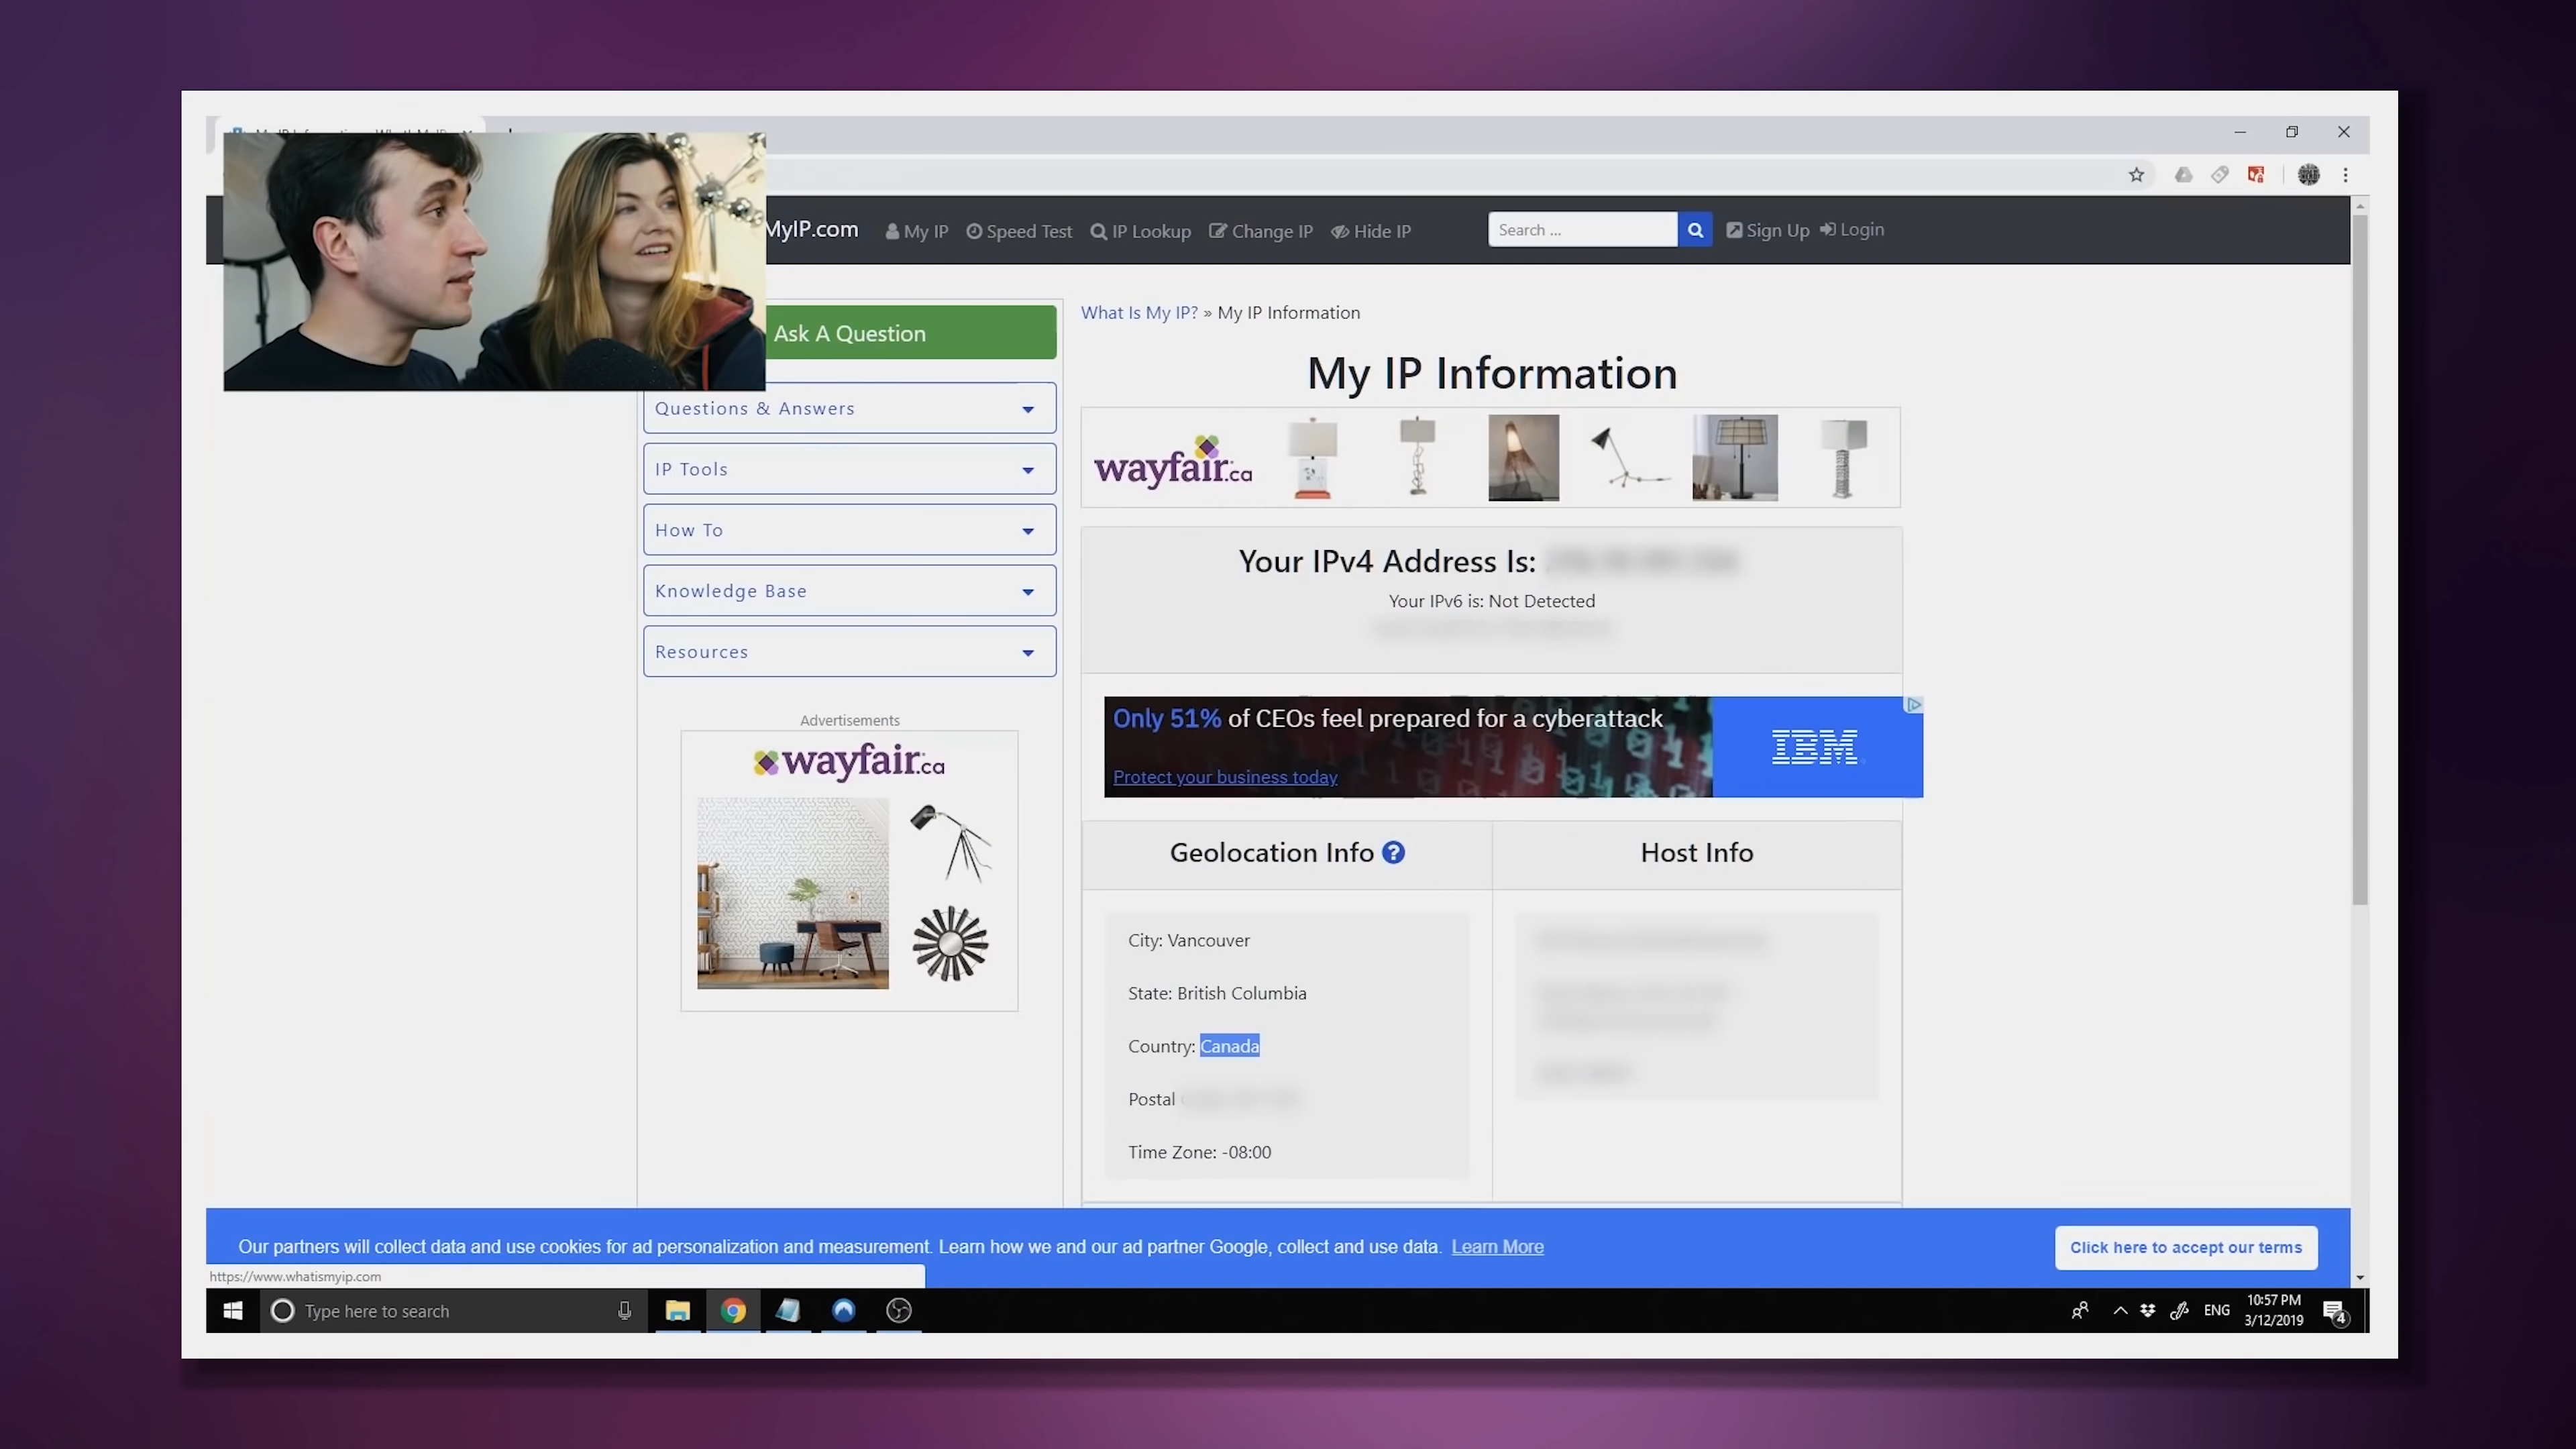 MyIP.com
My IP
Speed Test
IP Lookup
Change IP
Hide IP
Search ...
Sign Up
Login
Ask A Question
Questions & Answers
IP Tools
How To
Knowledge Base
Resources
Advertisements
wayfair.ca
What Is My IP? » My IP Information
My IP Information
wayfair.ca
Your IPv4 Address Is:
Your IPv6 is: Not Detected
Only 51% of CEOs feel prepared for a cyberattack
Protect your business today
IBM
Geolocation Info
Host Info
City: Vancouver
State: British Columbia
Country: Canada
Postal
Time Zone: -08:00
Our partners will collect data and use cookies for ad personalization and measurement. Learn how we and our ad partner Google, collect and use data. Learn More
Click here to accept our terms
https://www.whatismyip.com
Type here to search
ENG
10:57 PM
3/12/2019
4